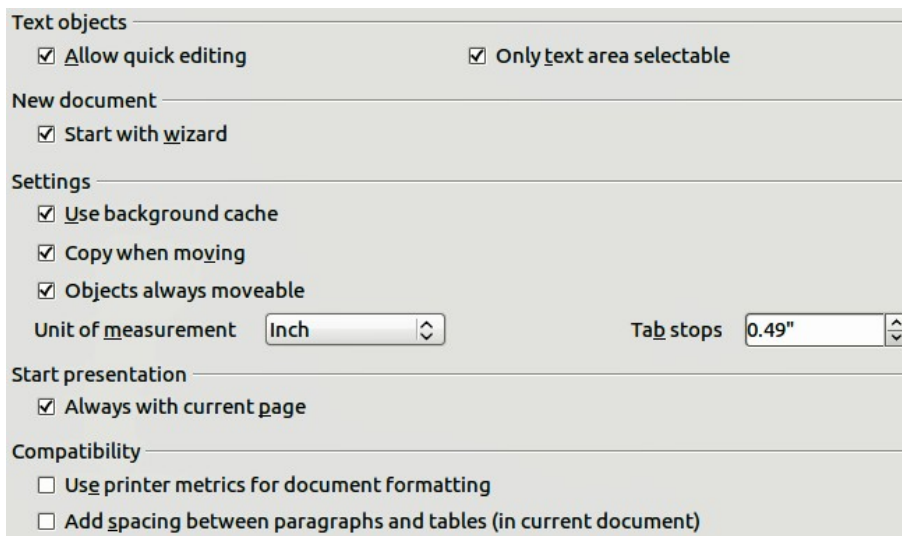 Text objects
Allow quick editing Only text area selectable
New document
Start with wizard
Settings
Use background cache
Copy when moving
Objects always moveable
Unit of measurement Inch Tab stops 0.49"
Start presentation
Always with current page
Compatibility
Use printer metrics for document formatting
Add spacing between paragraphs and tables (in current document)